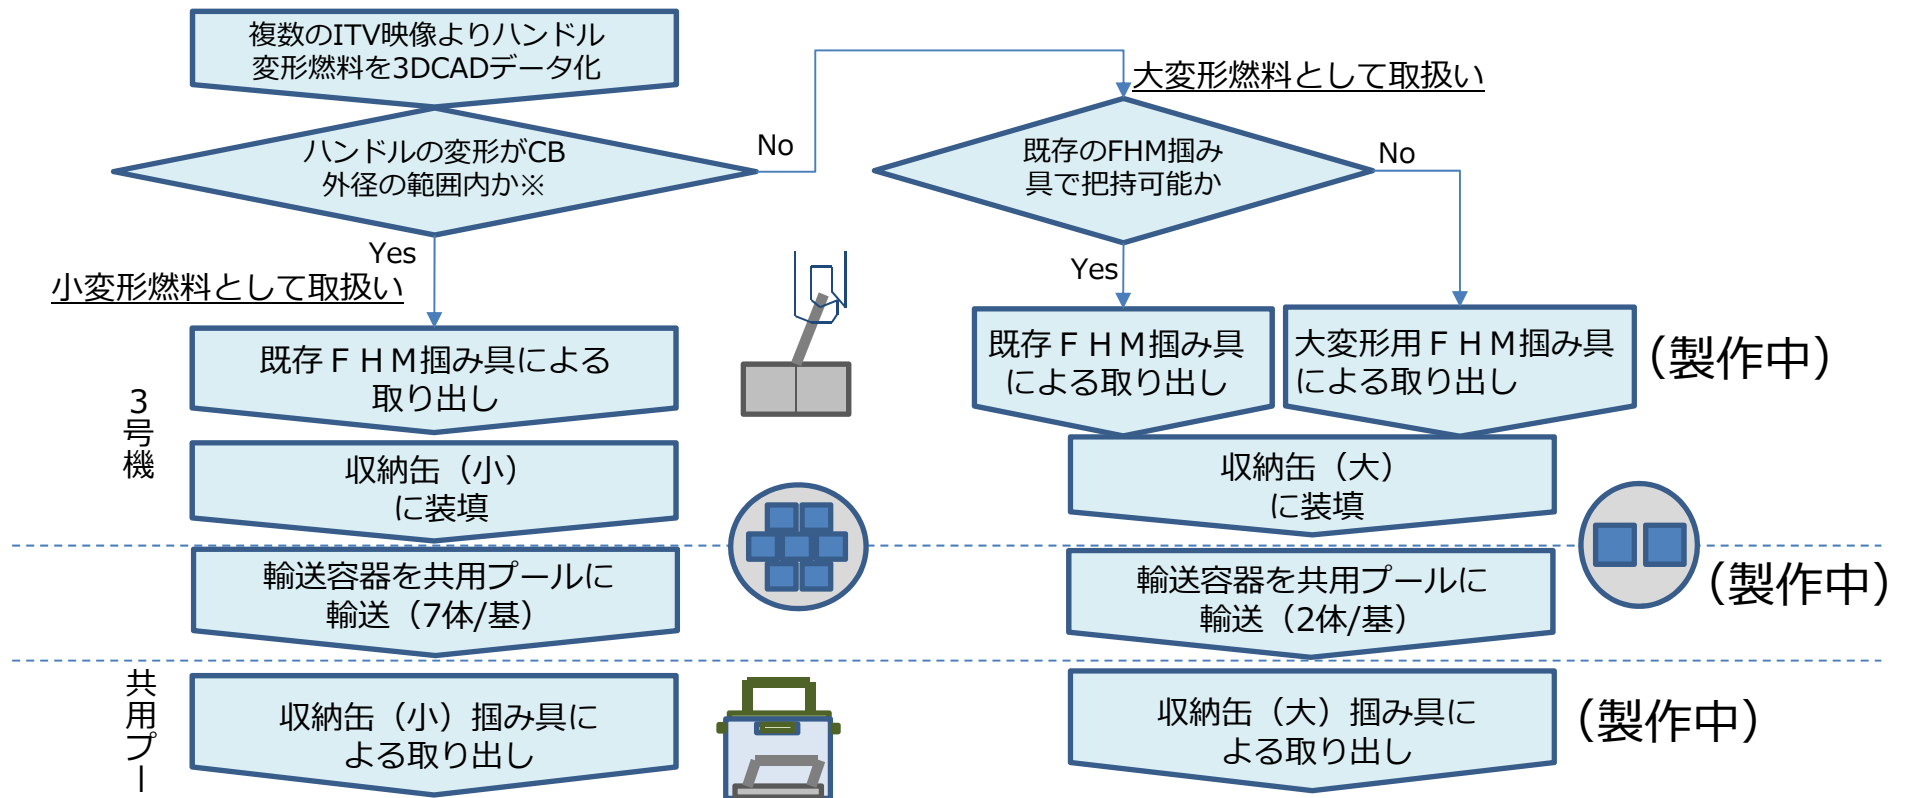 複数のITV映像よりハンドル
変形燃料を3DCADデータ化
ハンドルの変形がCB
外径の範囲内か※
No
Yes
小変形燃料として取扱い
既存ＦＨＭ掴み具による
取り出し
収納缶（小）
に装填
輸送容器を共用プールに
輸送（7体/基）
収納缶（小）掴み具に
よる取り出し
大変形燃料として取扱い
既存のFHM掴み
具で把持可能か
No
Yes
既存ＦＨＭ掴み具
による取り出し
大変形用ＦＨＭ掴み具
による取り出し
（製作中）
収納缶（大）
に装填
輸送容器を共用プールに
輸送（2体/基）
（製作中）
収納缶（大）掴み具に
よる取り出し
（製作中）
3号機
共用プー